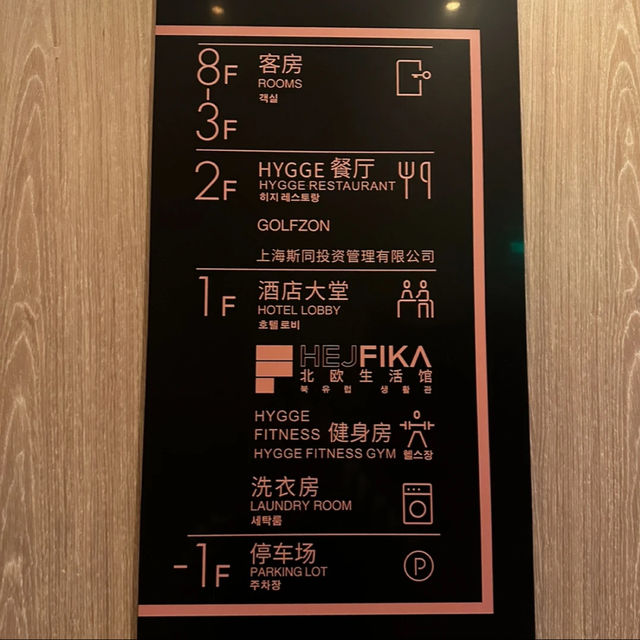 8F
客房
ROOMS
객실
3F
2F
HYGGE 餐厅
HYGGE RESTAURANT
히지 레스토랑
GOLFZON
上海斯同投资管理有限公司
1F
酒店大堂
HOTEL LOBBY
호텔 로비
HEJFIKA
北欧生活馆
북유럽 생활관
HYGGE
FITNESS 健身房
HYGGE FITNESS GYM 헬스장
洗衣房
LAUNDRY ROOM
세탁룸
-1F
停车场
PARKING LOT
주차장
P